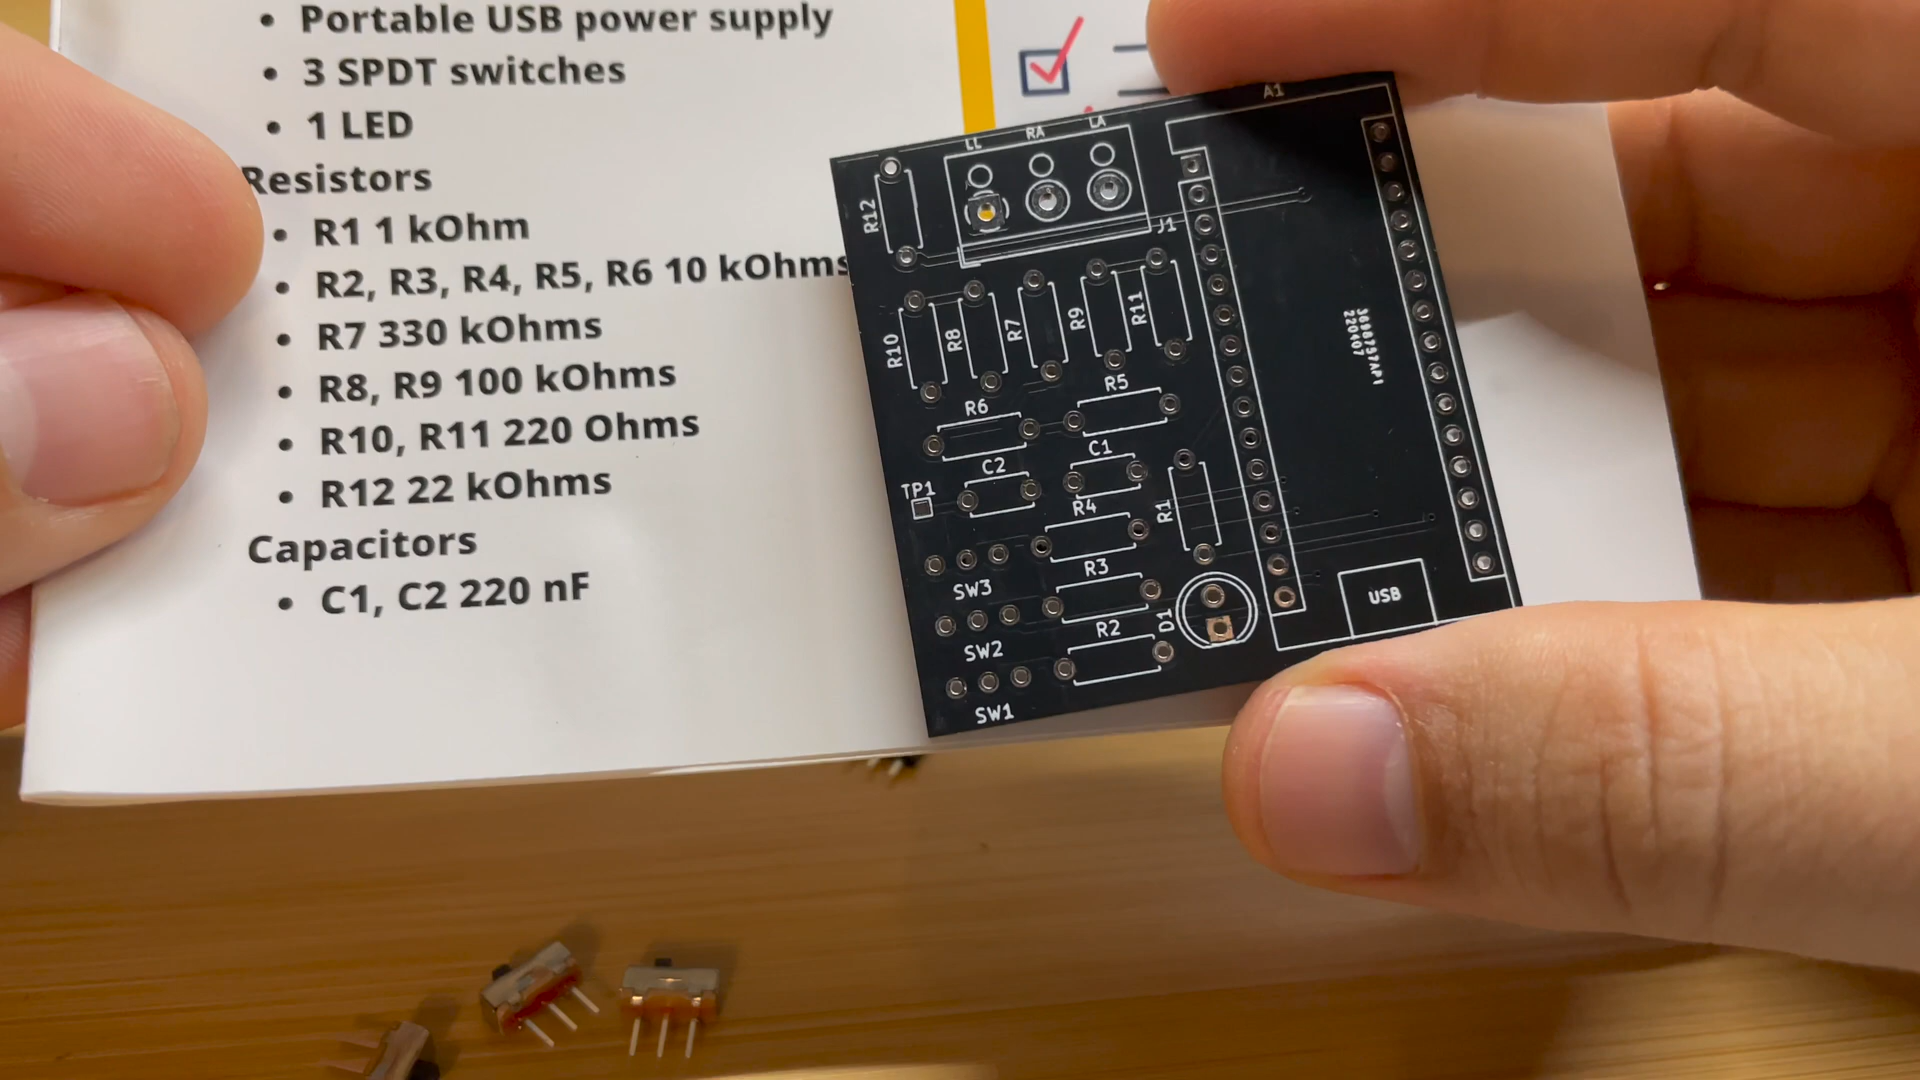 • Portable USB power supply
• 3 SPDT switches
• 1 LED
Resistors
• R1 1 kOhm
• R2, R3, R4, R5, R6 10 kOhms
• R7 330 kOhms
• R8, R9 100 kOhms
• R10, R11 220 Ohms
• R12 22 kOhms
Capacitors
• C1, C2 220 nF
A1
LL
RA
LA
R12
J1
R10
R8
R7
R9
R11
3698757AP1
220407
R6
R5
C2
C1
TP1
R4
R1
SW3
R3
USB
SW2
R2
D1
SW1